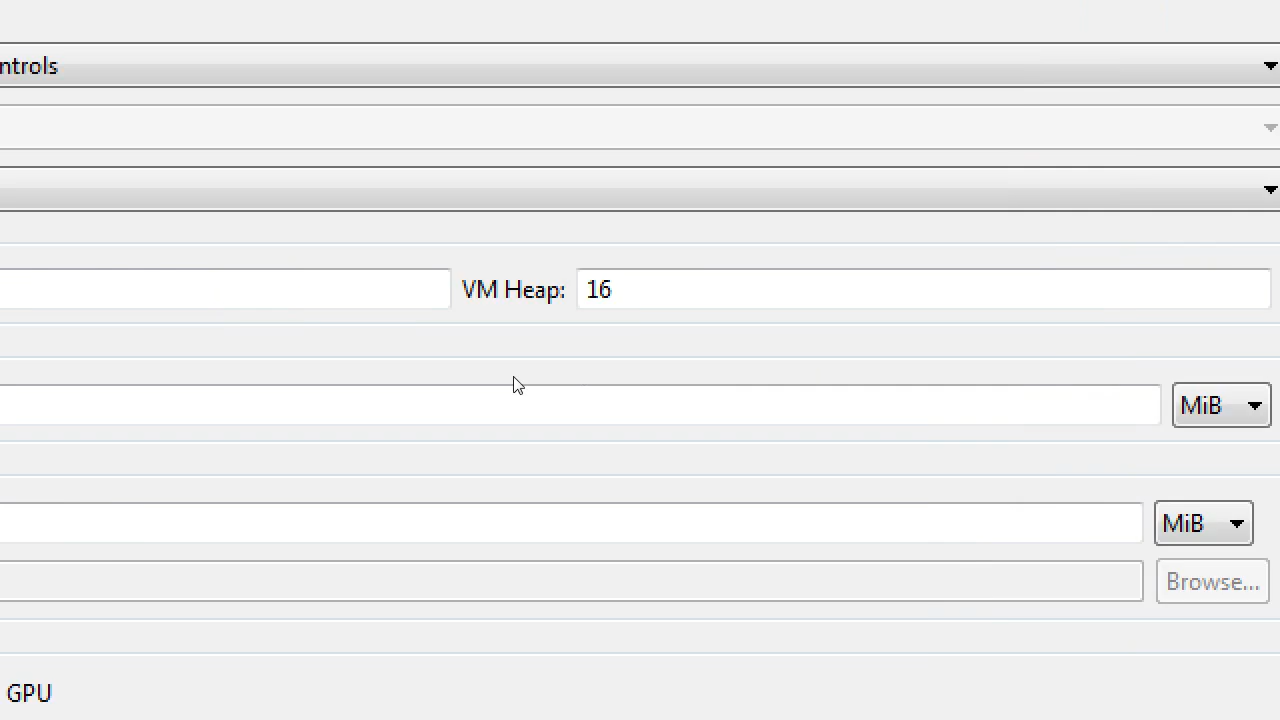 ntrols
VM Heap: 16
MiB
MiB
Browse...
GPU